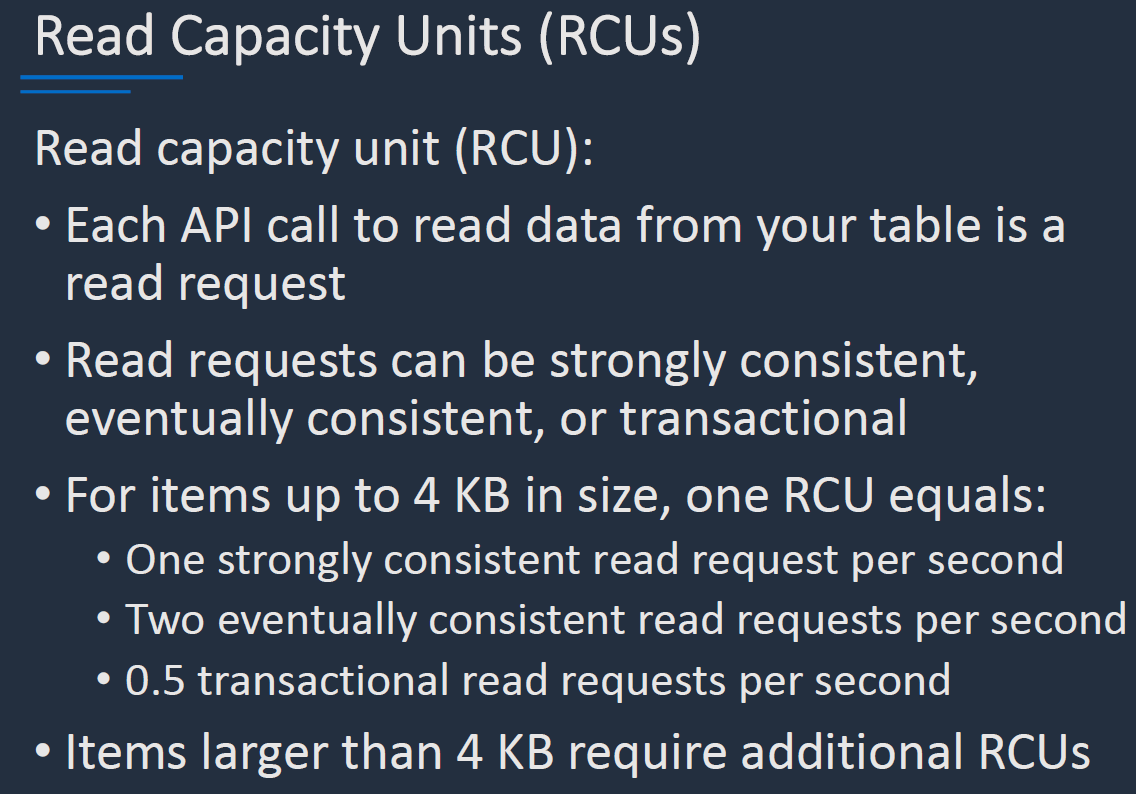 Read Capacity Units (RCUs)
Read capacity unit (RCU):
• Each API call to read data from your table is a
read request
• Read requests can be strongly consistent,
eventually consistent, or transactional
• For items up to 4 KB in size, one RCU equals:
• One strongly consistent read request per second
• Two eventually consistent read requests per second
• 0.5 transactional read requests per second
• Items larger than 4 KB require additional RCUs